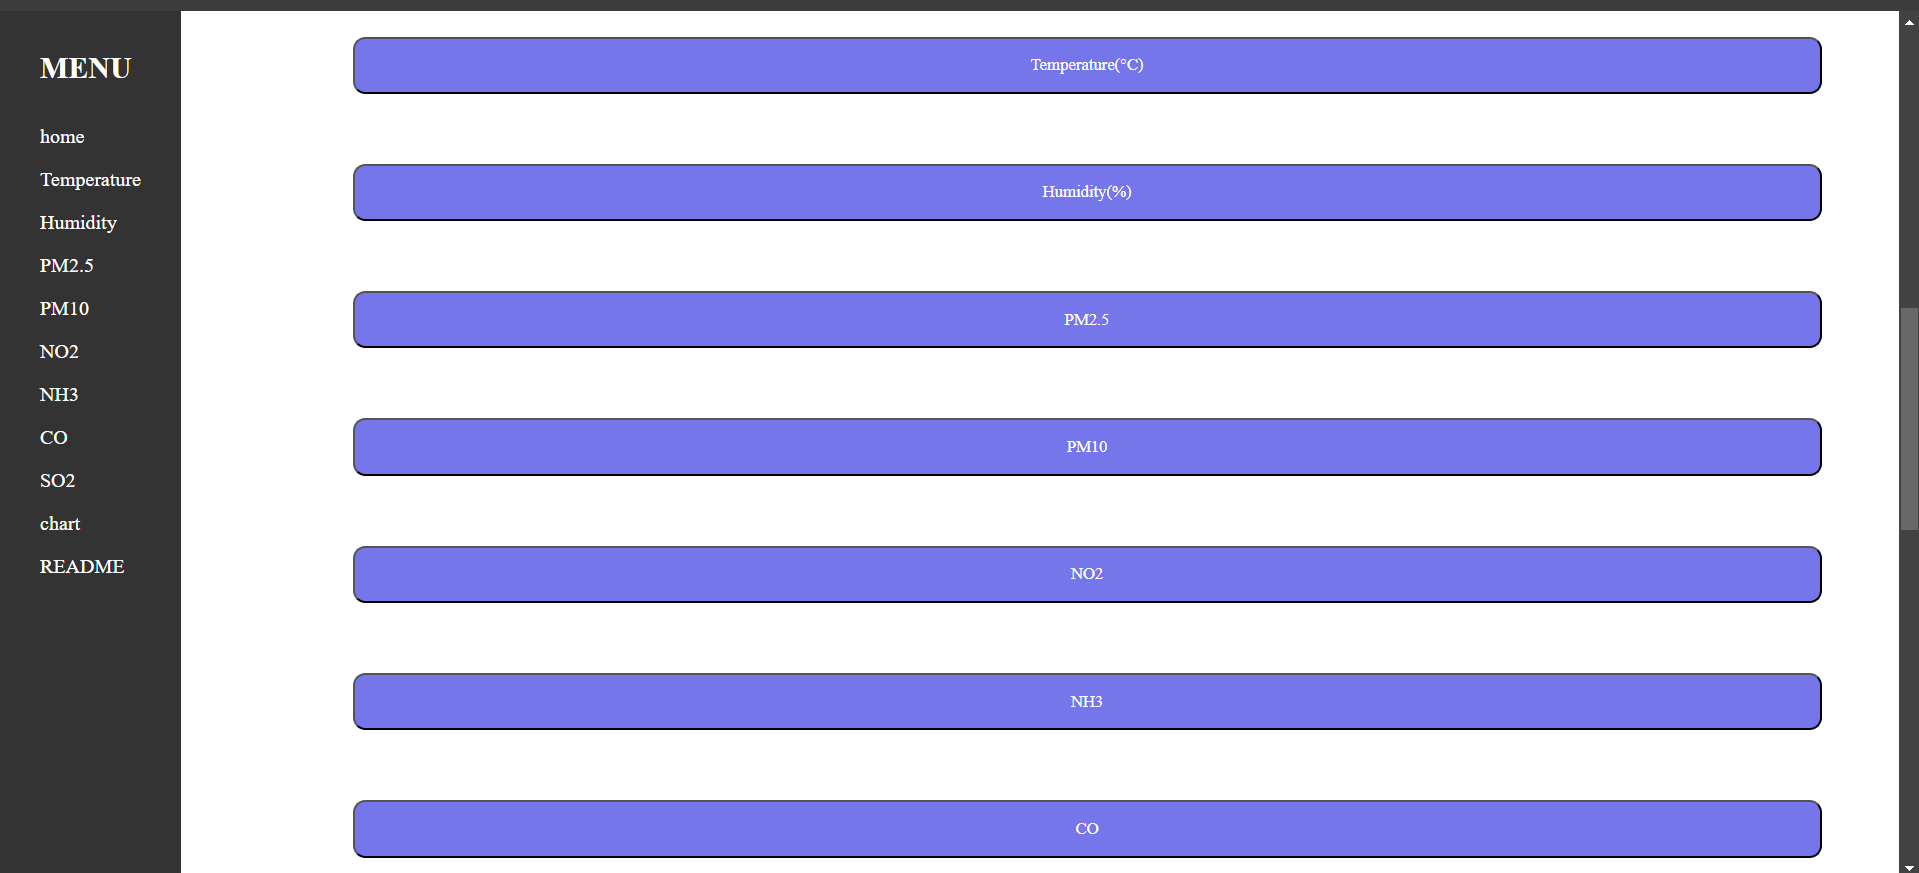 MENU
home
Temperature
Humidity
PM2.5
PM10
NO2
NH3
CO
SO2
chart
README
Temperature(°C)
Humidity(%)
PM2.5
PM10
NO2
NH3
CO